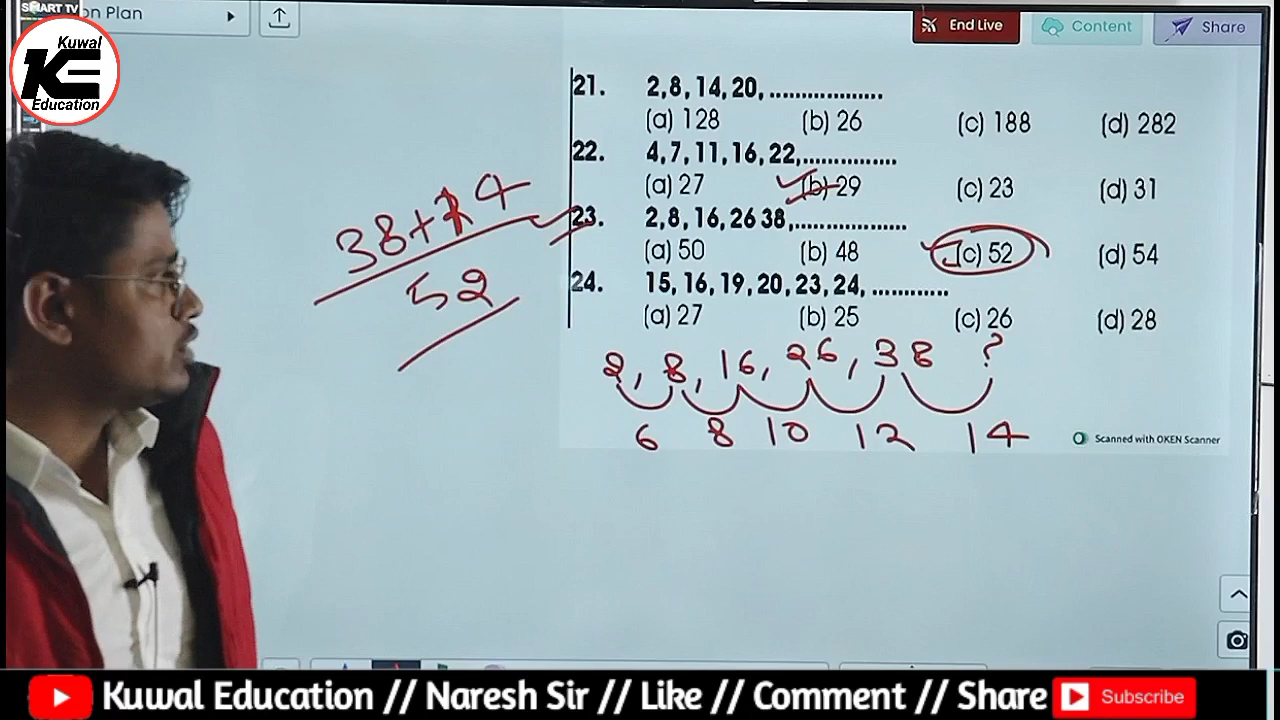 SMART TV
on Plan
End Live
Content
Share
Kuwal
KE
Education
21. 2,8, 14, 20, ..................
(a) 128 (b) 26 (c) 188 (d) 282
22. 4,7, 11, 16, 22,...............
(a) 27 (b) 29 (c) 23 (d) 31
23. 2,8, 16, 26 38,..................
(a) 50 (b) 48 (c) 52 (d) 54
24. 15, 16, 19, 20, 23, 24, ............
(a) 27 (b) 25 (c) 26 (d) 28
38+14
52
2, 8, 16, 26, 38 ?
6 8 10 12 14
Scanned with OKEN Scanner
Kuwal Education // Naresh Sir // Like // Comment // Share
Subscribe